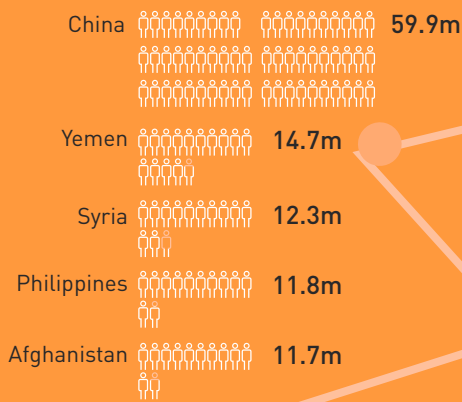 China 59.9m
Yemen 14.7m
Syria 12.3m
Philippines 11.8m
Afghanistan 11.7m